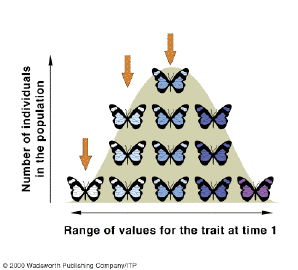 Number of individuals
in the population
Range of values for the trait at time 1
© 2000 Wadsworth Publishing Company/ITP